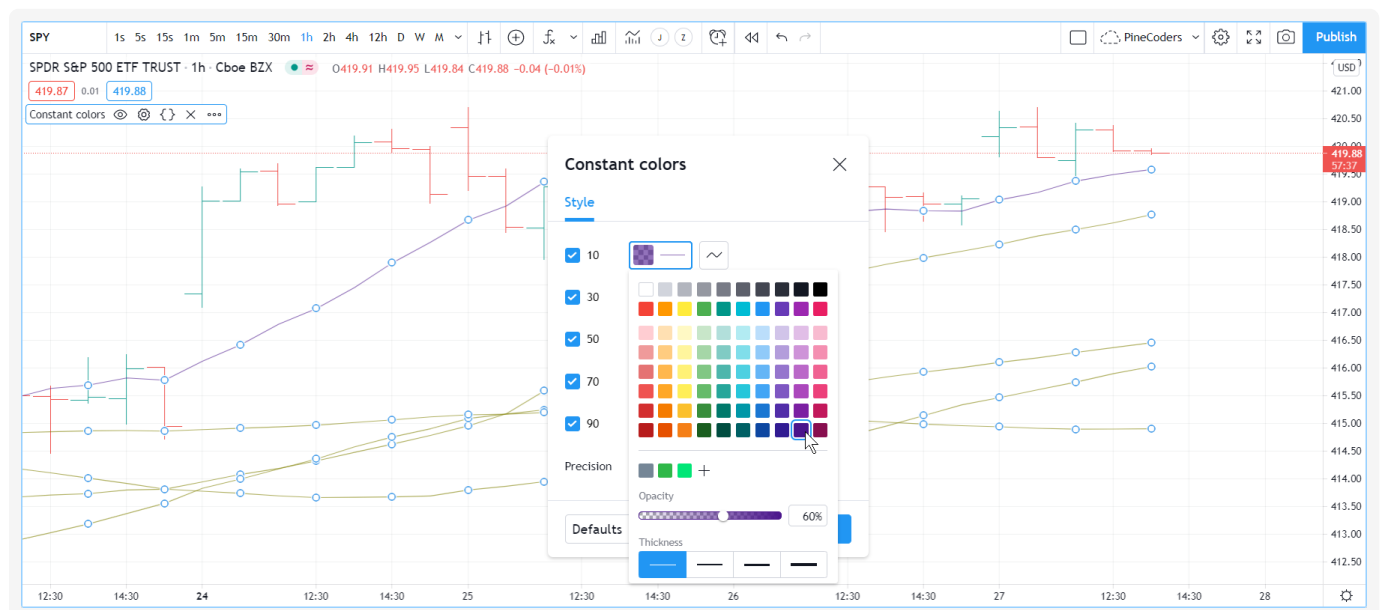 SPY 1s 5s 15s 1m 5m 15m 30m 1h 2h 4h 12h D W M J Z PineCoders Publish
SPDR S&P 500 ETF TRUST · 1h · Cboe BZX ≈ O419.91 H419.95 L419.84 C419.88 -0.04 (-0.01%)
USD
419.87 0.01 419.88
421.00
Constant colors
420.50
420.00
419.88
57:37
419.50
419.00
418.50
418.00
417.50
417.00
416.50
416.00
415.50
415.00
414.50
414.00
413.50
413.00
412.50
Constant colors
Style
10
30
50
70
90
Precision
Opacity
60%
Defaults
Thickness
12:30 14:30 24 12:30 14:30 25 12:30 14:30 26 12:30 14:30 27 12:30 14:30 28